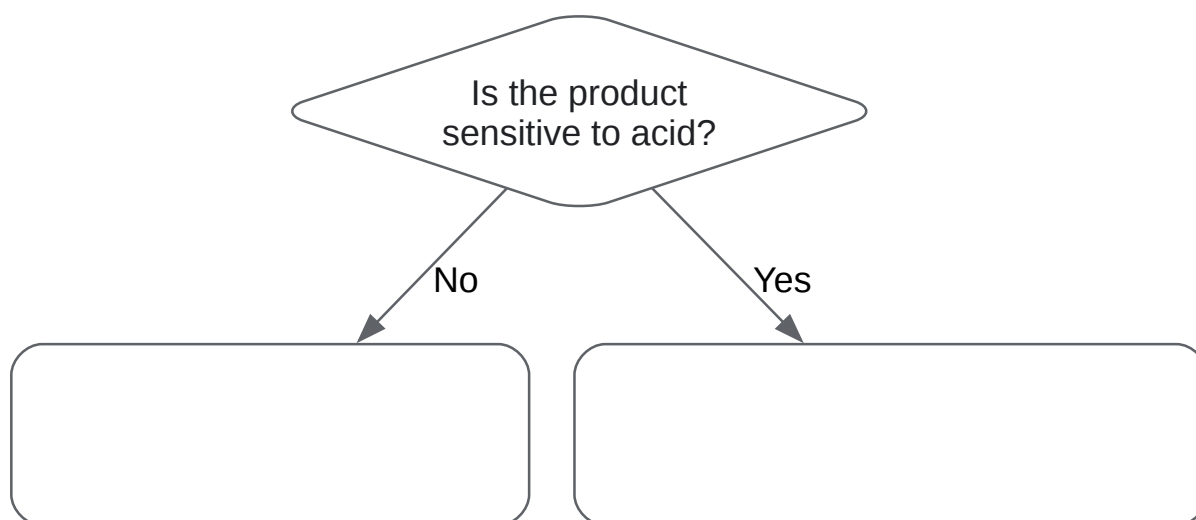 Is the product
sensitive to acid?
No
Yes